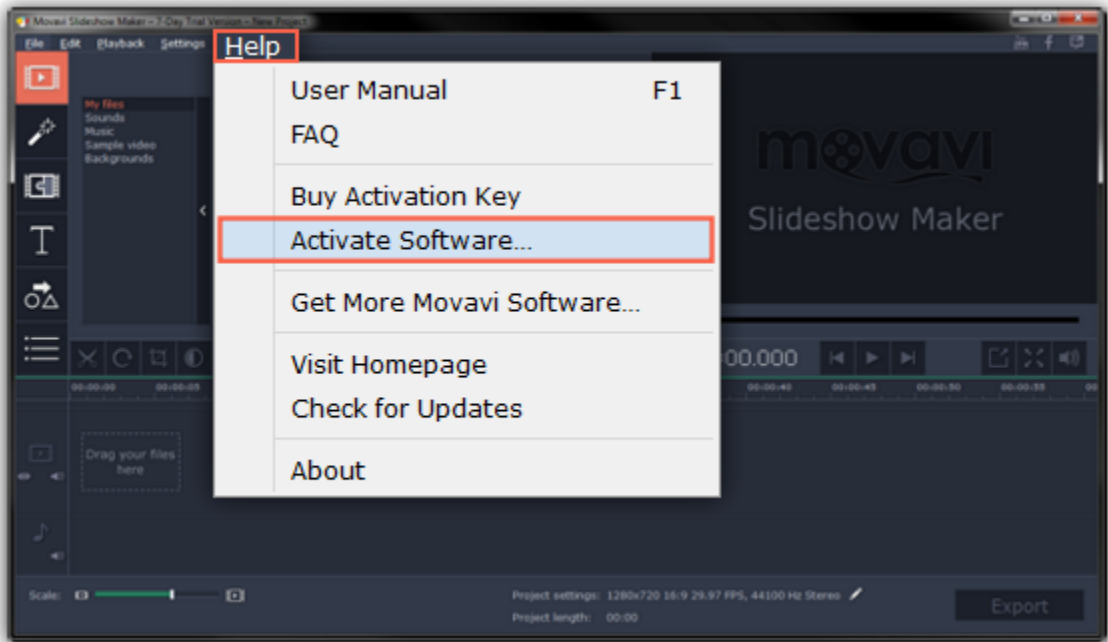 Movavi Slideshow Maker – 7-Day Trial Version – New Project
File Edit Playback Settings Help
User Manual F1
FAQ
Buy Activation Key
Activate Software...
Get More Movavi Software...
Visit Homepage
Check for Updates
About
My files
Sounds
Music
Sample video
Backgrounds
movavi
Slideshow Maker
00.000
00:00:00 00:00:05 00:00:40 00:00:45 00:00:50 00:00:55 00
Drag your files
here
Scale:
Project settings: 1280x720 16:9 29.97 FPS, 44100 Hz Stereo
Project length: 00:00
Export